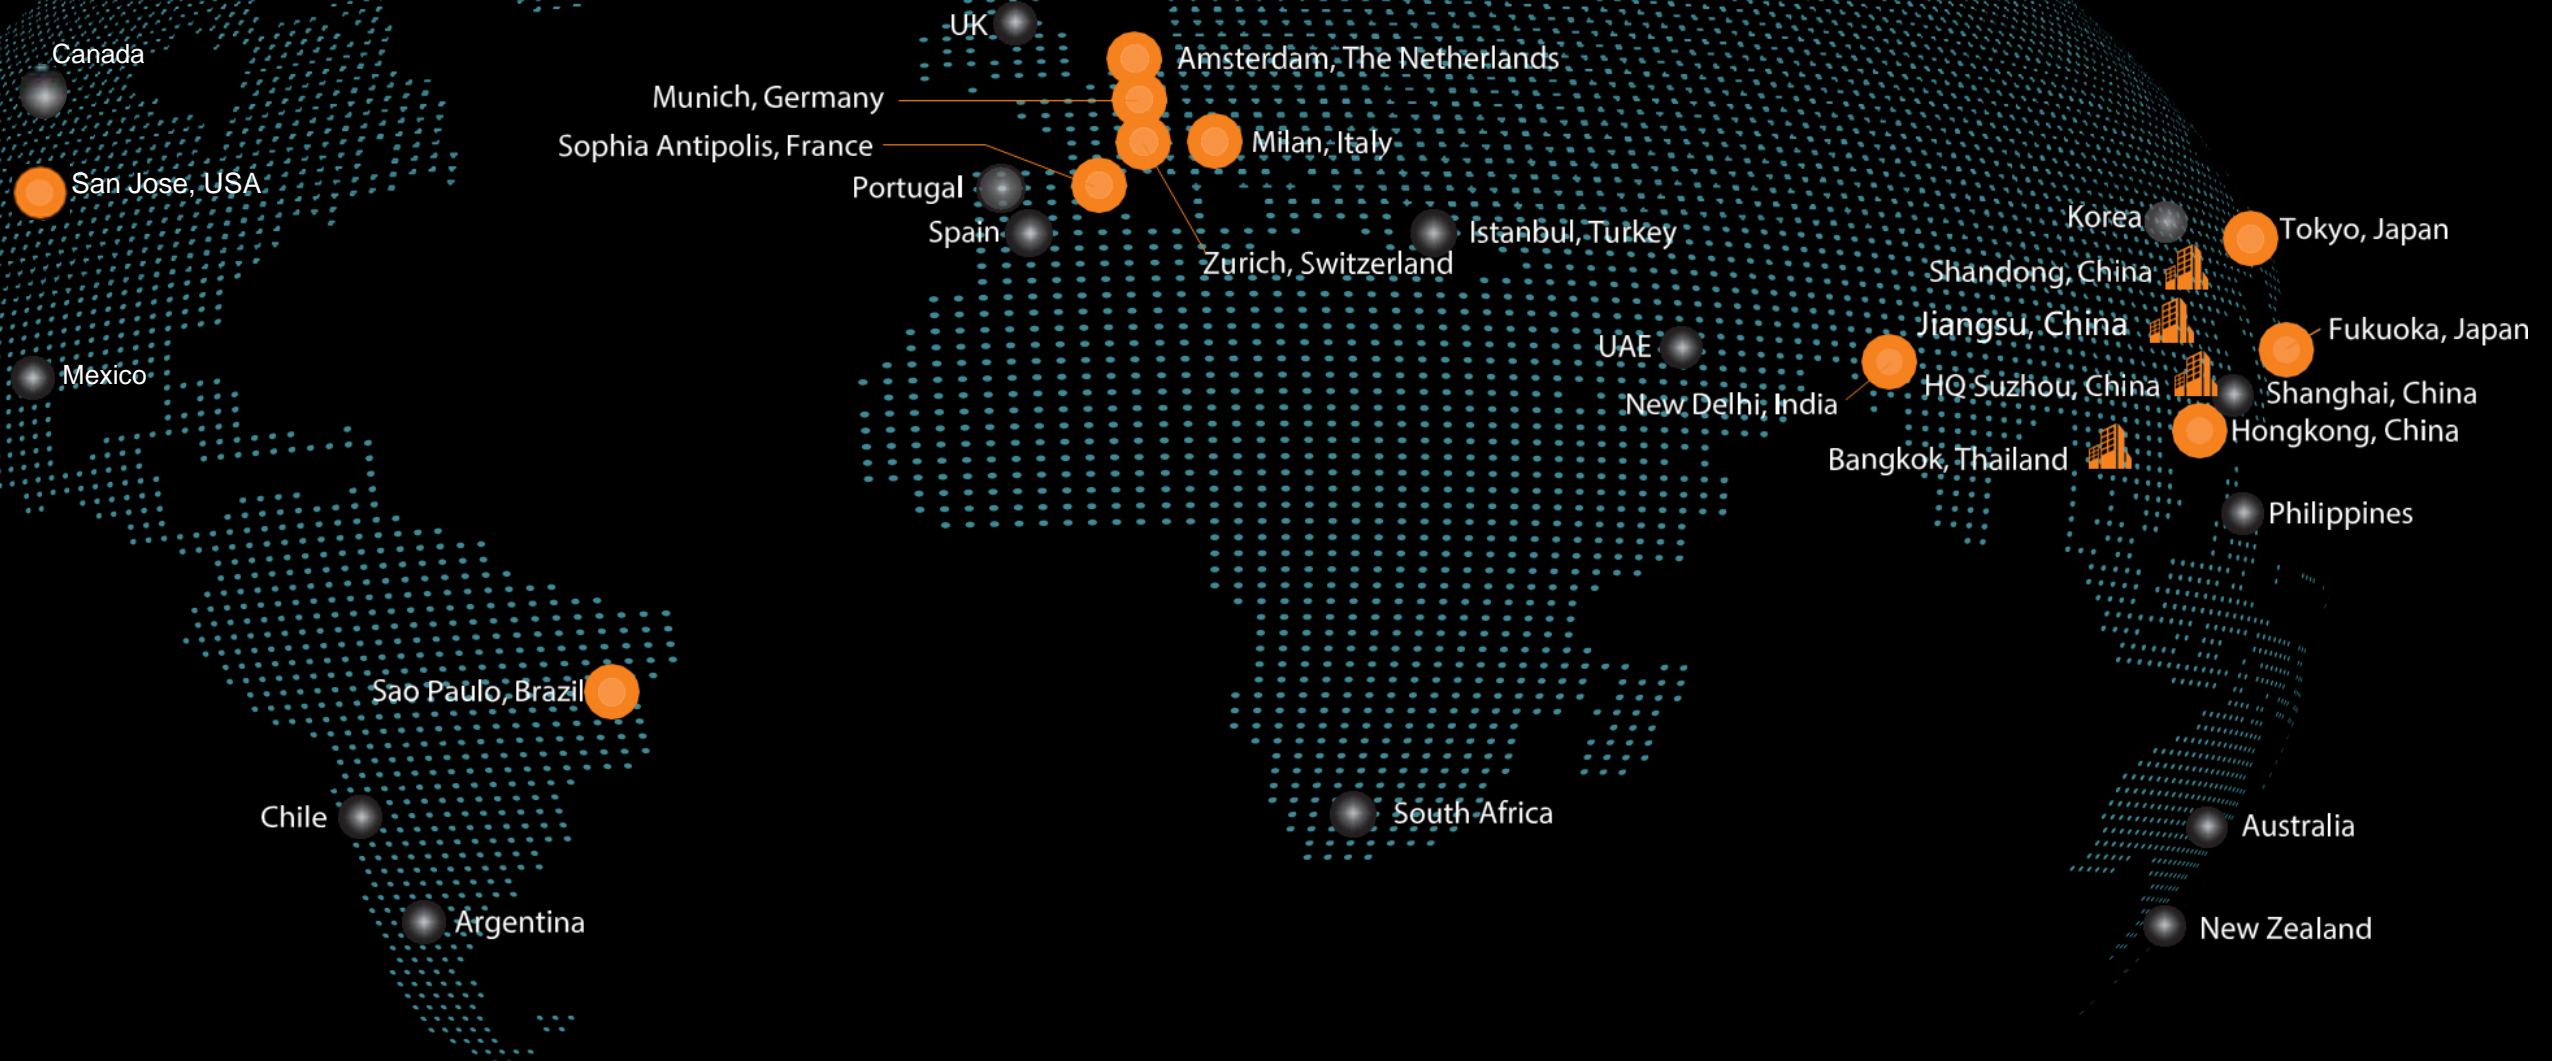 UK
Canada
Amsterdam, The Netherlands
Munich, Germany
Sophia Antipolis, France
Milan, Italy
San Jose, USA
Portugal
Spain
Istanbul, Turkey
Zurich, Switzerland
Korea
Tokyo, Japan
Shandong, China
Jiangsu, China
Fukuoka, Japan
UAE
Mexico
HQ Suzhou, China
Shanghai, China
New Delhi, India
Hongkong, China
Bangkok, Thailand
Philippines
Sao Paulo, Brazil
Chile
South Africa
Australia
Argentina
New Zealand